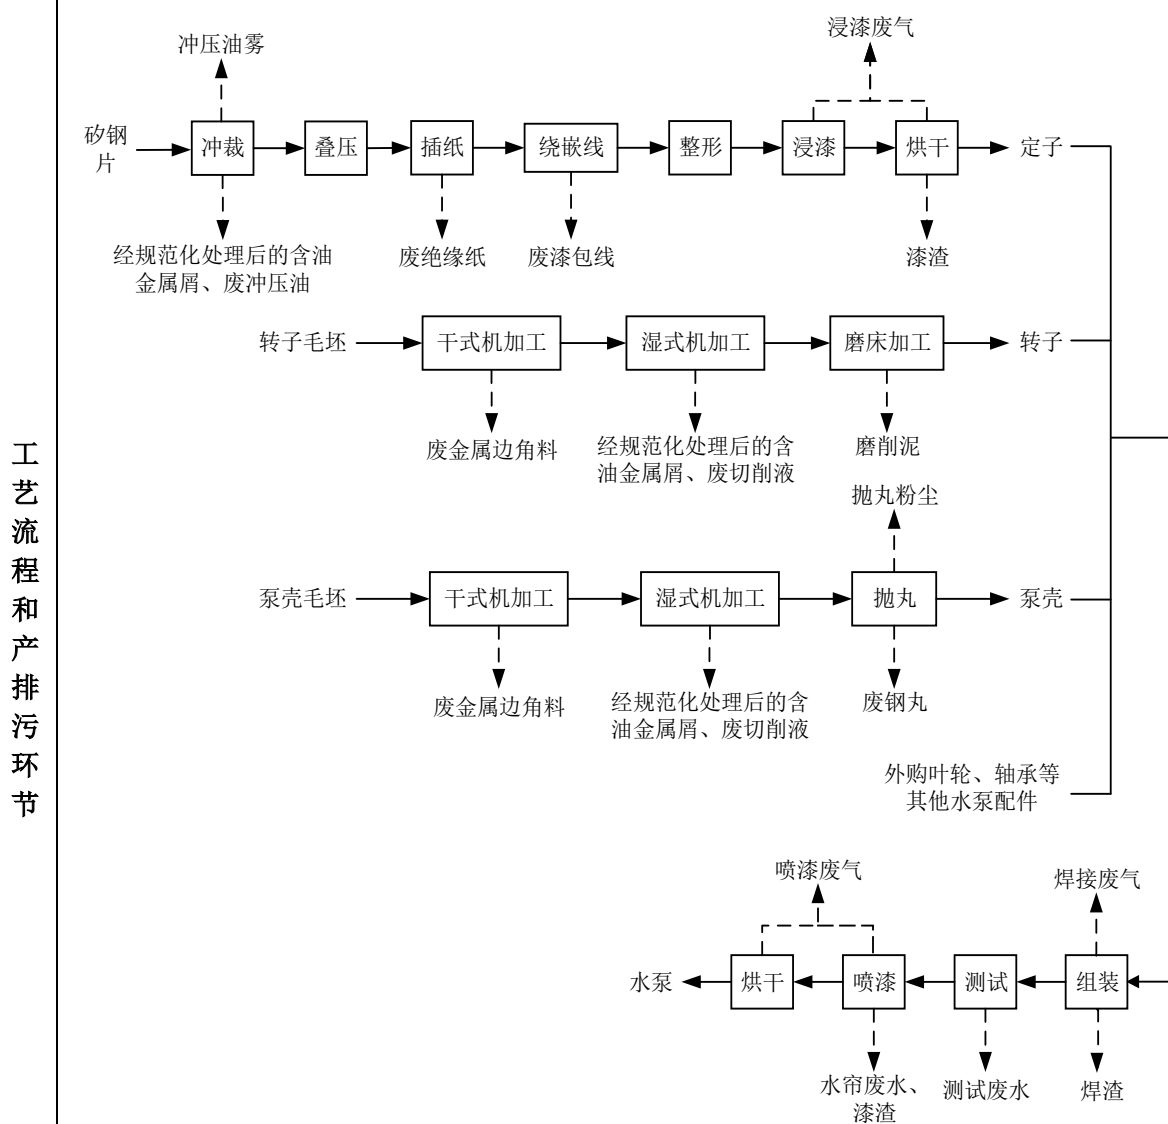 工艺流程和产排污环节
冲压油雾
浸漆废气
矽钢
片
冲裁
叠压
插纸
绕嵌线
整形
浸漆
烘干
定子
经规范化处理后的含油
金属屑、废冲压油
废绝缘纸
废漆包线
漆渣
转子毛坯
干式机加工
湿式机加工
磨床加工
转子
废金属边角料
经规范化处理后的含
油金属屑、废切削液
磨削泥
抛丸粉尘
泵壳毛坯
干式机加工
湿式机加工
抛丸
泵壳
废金属边角料
经规范化处理后的含
油金属屑、废切削液
废钢丸
外购叶轮、轴承等
其他水泵配件
喷漆废气
焊接废气
水泵
烘干
喷漆
测试
组装
水帘废水、
漆渣
测试废水
焊渣